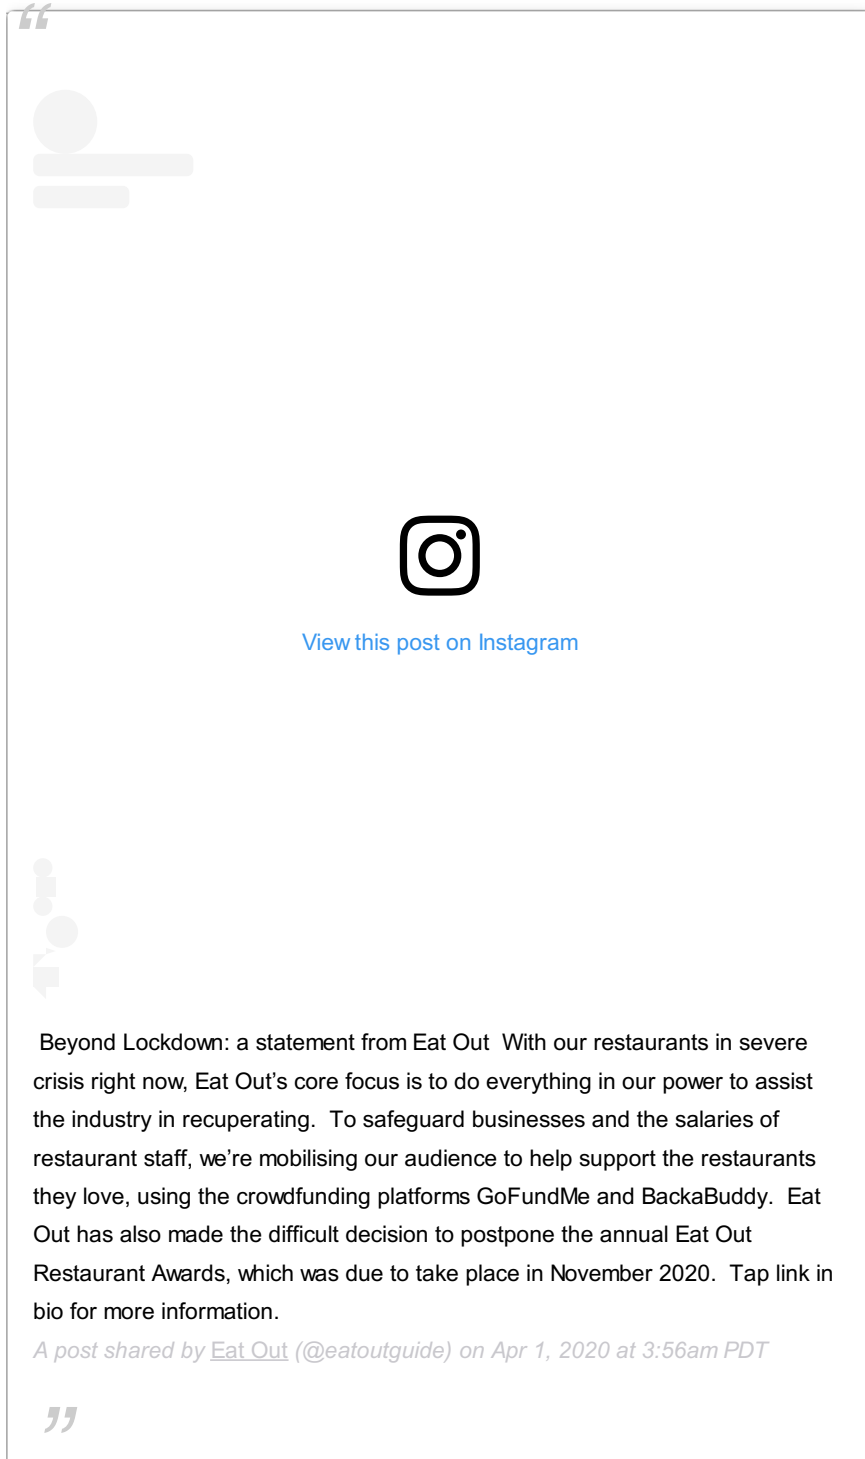 “
View this post on Instagram
Beyond Lockdown: a statement from Eat Out  With our restaurants in severe
crisis right now, Eat Out’s core focus is to do everything in our power to assist
the industry in recuperating.  To safeguard businesses and the salaries of
restaurant staff, we’re mobilising our audience to help support the restaurants
they love, using the crowdfunding platforms GoFundMe and BackaBuddy.  Eat
Out has also made the difficult decision to postpone the annual Eat Out
Restaurant Awards, which was due to take place in November 2020.  Tap link in
bio for more information.
A post shared by Eat Out (@eatoutguide) on Apr 1, 2020 at 3:56am PDT
”